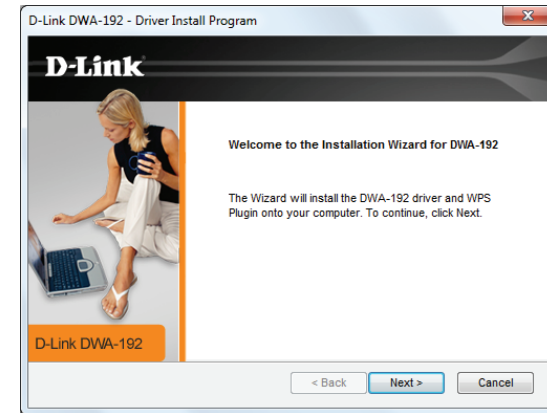 D-Link DWA-192 - Driver Install Program
D-Link
Welcome to the Installation Wizard for DWA-192
The Wizard will install the DWA-192 driver and WPS
Plugin onto your computer. To continue, click Next.
D-Link DWA-192
< Back
Next >
Cancel